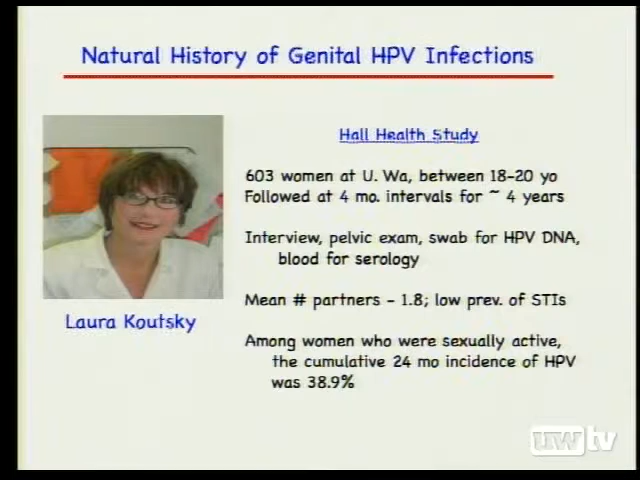 Natural History of Genital HPV Infections
Hall Health Study
603 women at U. Wa, between 18-20 yo
Followed at 4 mo. intervals for ~ 4 years
Interview, pelvic exam, swab for HPV DNA,
blood for serology
Mean # partners - 1.8; low prev. of STIs
Laura Koutsky
Among women who were sexually active,
the cumulative 24 mo incidence of HPV
was 38.9%
uwtv